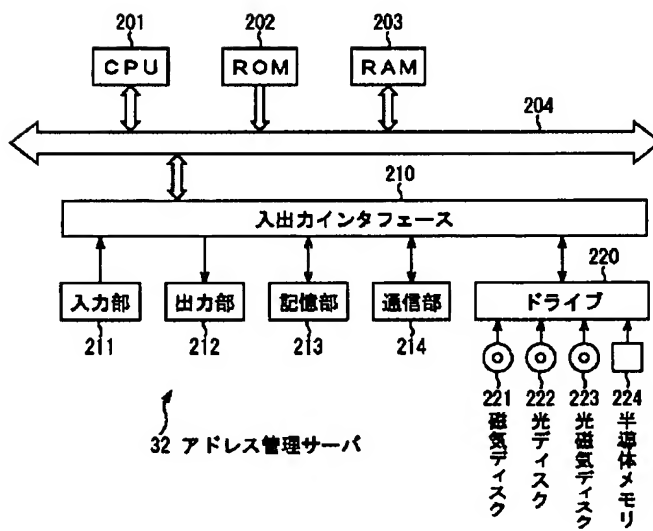 201
202
203
CPU
ROM
RAM
204
210
入出力インタフェース
220
入力部
出力部
記憶部
通信部
ドライブ
211
212
213
214
221
222
223
224
磁気ディスク
光ディスク
光磁気ディスク
半導体メモリ
32 アドレス管理サーバ